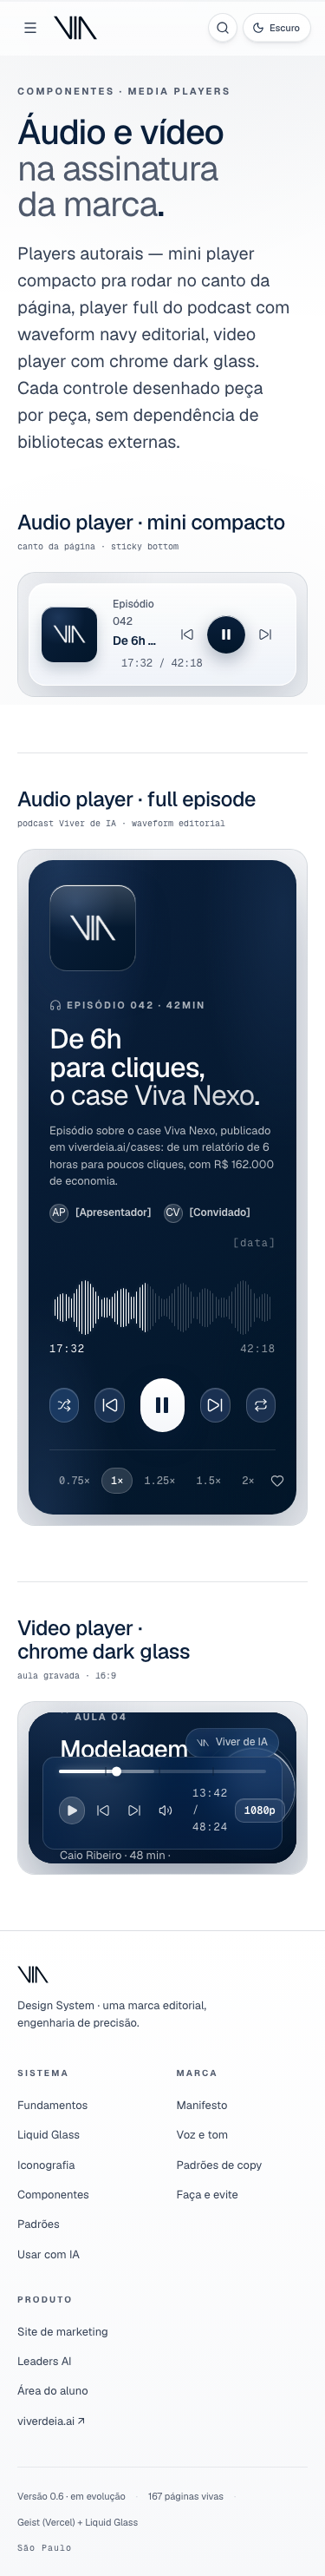 VIA
Escuro
COMPONENTES · MEDIA PLAYERS
Áudio e vídeo
na assinatura
da marca.
Players autorais — mini player
compacto pra rodar no canto da
página, player full do podcast com
waveform navy editorial, video
player com chrome dark glass.
Cada controle desenhado peça
por peça, sem dependência de
bibliotecas externas.
Audio player · mini compacto
canto da página · sticky bottom
VIA
Episódio
042
De 6h ...
17:32 / 42:18
Audio player · full episode
podcast Viver de IA · waveform editorial
VIA
EPISÓDIO 042 · 42MIN
De 6h
para cliques,
o case Viva Nexo.
Episódio sobre o case Viva Nexo, publicado
em viverdeia.ai/cases: de um relatório de 6
horas para poucos cliques, com R$ 162.000
de economia.
AP [Apresentador] CV [Convidado]
[data]
17:32 42:18
0.75× 1× 1.25× 1.5× 2×
Video player ·
chrome dark glass
aula gravada · 16:9
AULA 04
VIA Viver de IA
Modelagem
13:42
/
48:24
1080p
Caio Ribeiro · 48 min ·
VIA
Design System · uma marca editorial,
engenharia de precisão.
SISTEMA
Fundamentos
Liquid Glass
Iconografia
Componentes
Padrões
Usar com IA
MARCA
Manifesto
Voz e tom
Padrões de copy
Faça e evite
PRODUTO
Site de marketing
Leaders AI
Área do aluno
viverdeia.ai ↗
Versão 0.6 · em evolução · 167 páginas vivas ·
Geist (Vercel) + Liquid Glass
São Paulo